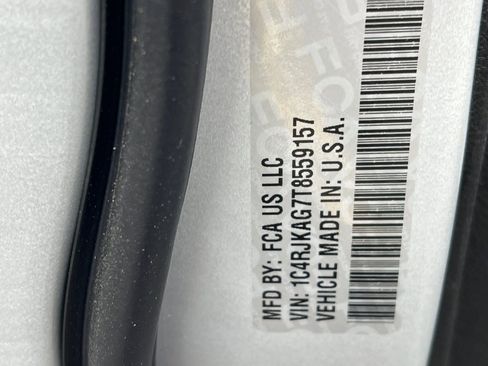 MFD BY: FCA US LLC
VIN: 1C4RJKAG7T8559157
VEHICLE MADE IN: U.S.A.